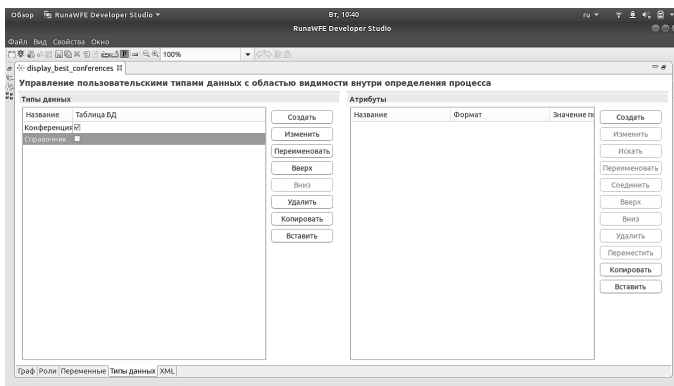 Обзор RunaWFE Developer Studio Вт, 10:40 ru
RunaWFE Developer Studio
Файл Вид Свойства Окно
100%
display_best_conferences
Управление пользовательскими типами данных с областью видимости внутри определения процесса
Типы данных
Название Таблица БД
Конференция
Справочник
Создать
Изменить
Переименовать
Вверх
Вниз
Удалить
Копировать
Вставить
Атрибуты
Название Формат Значение по
Создать
Изменить
Искать
Переименовать
Соединить
Вверх
Вниз
Удалить
Переместить
Копировать
Вставить
Граф Роли Переменные Типы данных XML